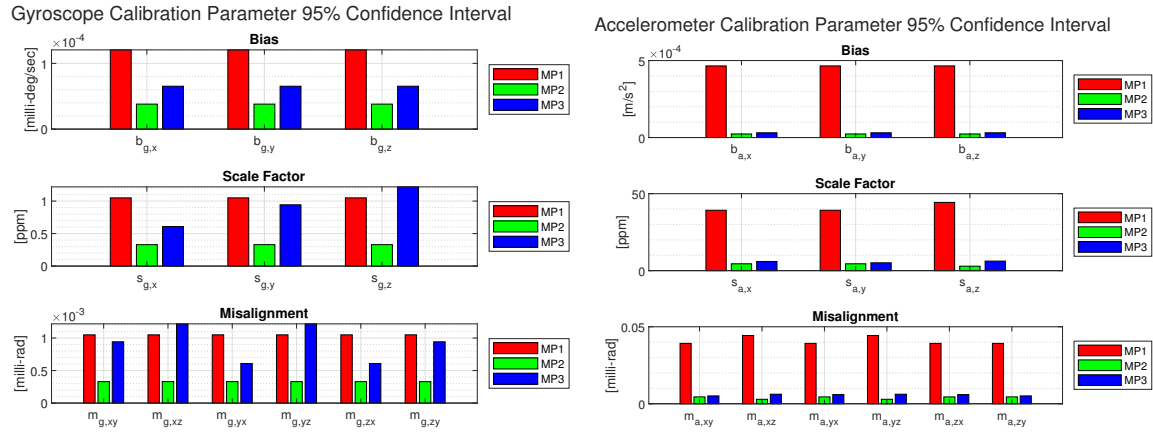 Gyroscope Calibration Parameter 95% Confidence Interval
×10⁻⁴
Bias
[milli-deg/sec]
1
0
b_g,x
b_g,y
b_g,z
MP1
MP2
MP3
Scale Factor
[ppm]
1
0.5
0
s_g,x
s_g,y
s_g,z
MP1
MP2
MP3
×10⁻³
Misalignment
[milli-rad]
1
0.5
0
m_g,xy
m_g,xz
m_g,yx
m_g,yz
m_g,zx
m_g,zy
MP1
MP2
MP3
Accelerometer Calibration Parameter 95% Confidence Interval
×10⁻⁴
Bias
[m/s²]
5
0
b_a,x
b_a,y
b_a,z
MP1
MP2
MP3
Scale Factor
[ppm]
50
0
s_a,x
s_a,y
s_a,z
MP1
MP2
MP3
Misalignment
[milli-rad]
0.05
0
m_a,xy
m_a,xz
m_a,yx
m_a,yz
m_a,zx
m_a,zy
MP1
MP2
MP3